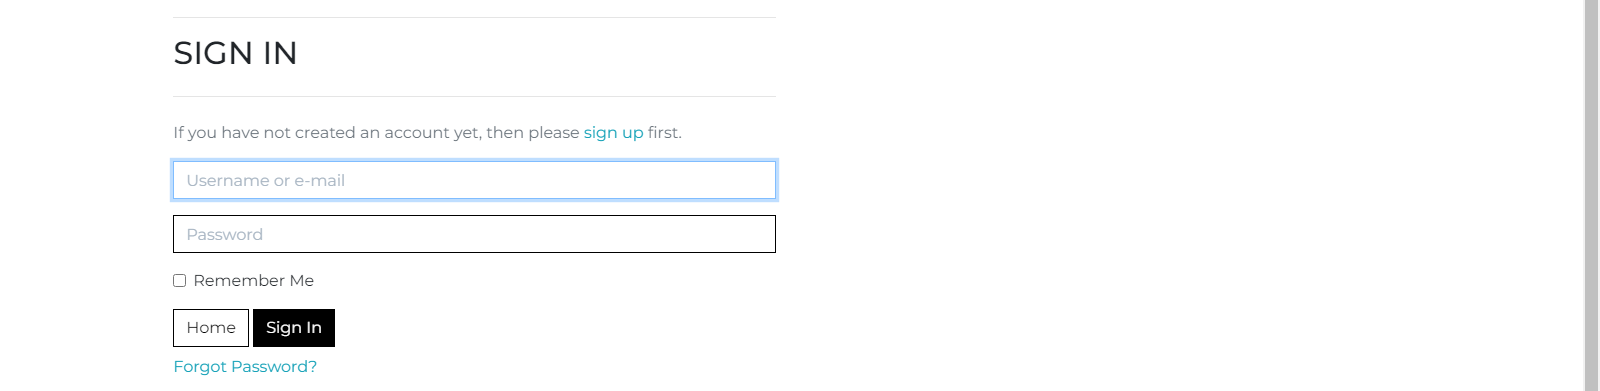 SIGN IN
If you have not created an account yet, then please sign up first.
Username or e-mail
Password
Remember Me
Home Sign In
Forgot Password?